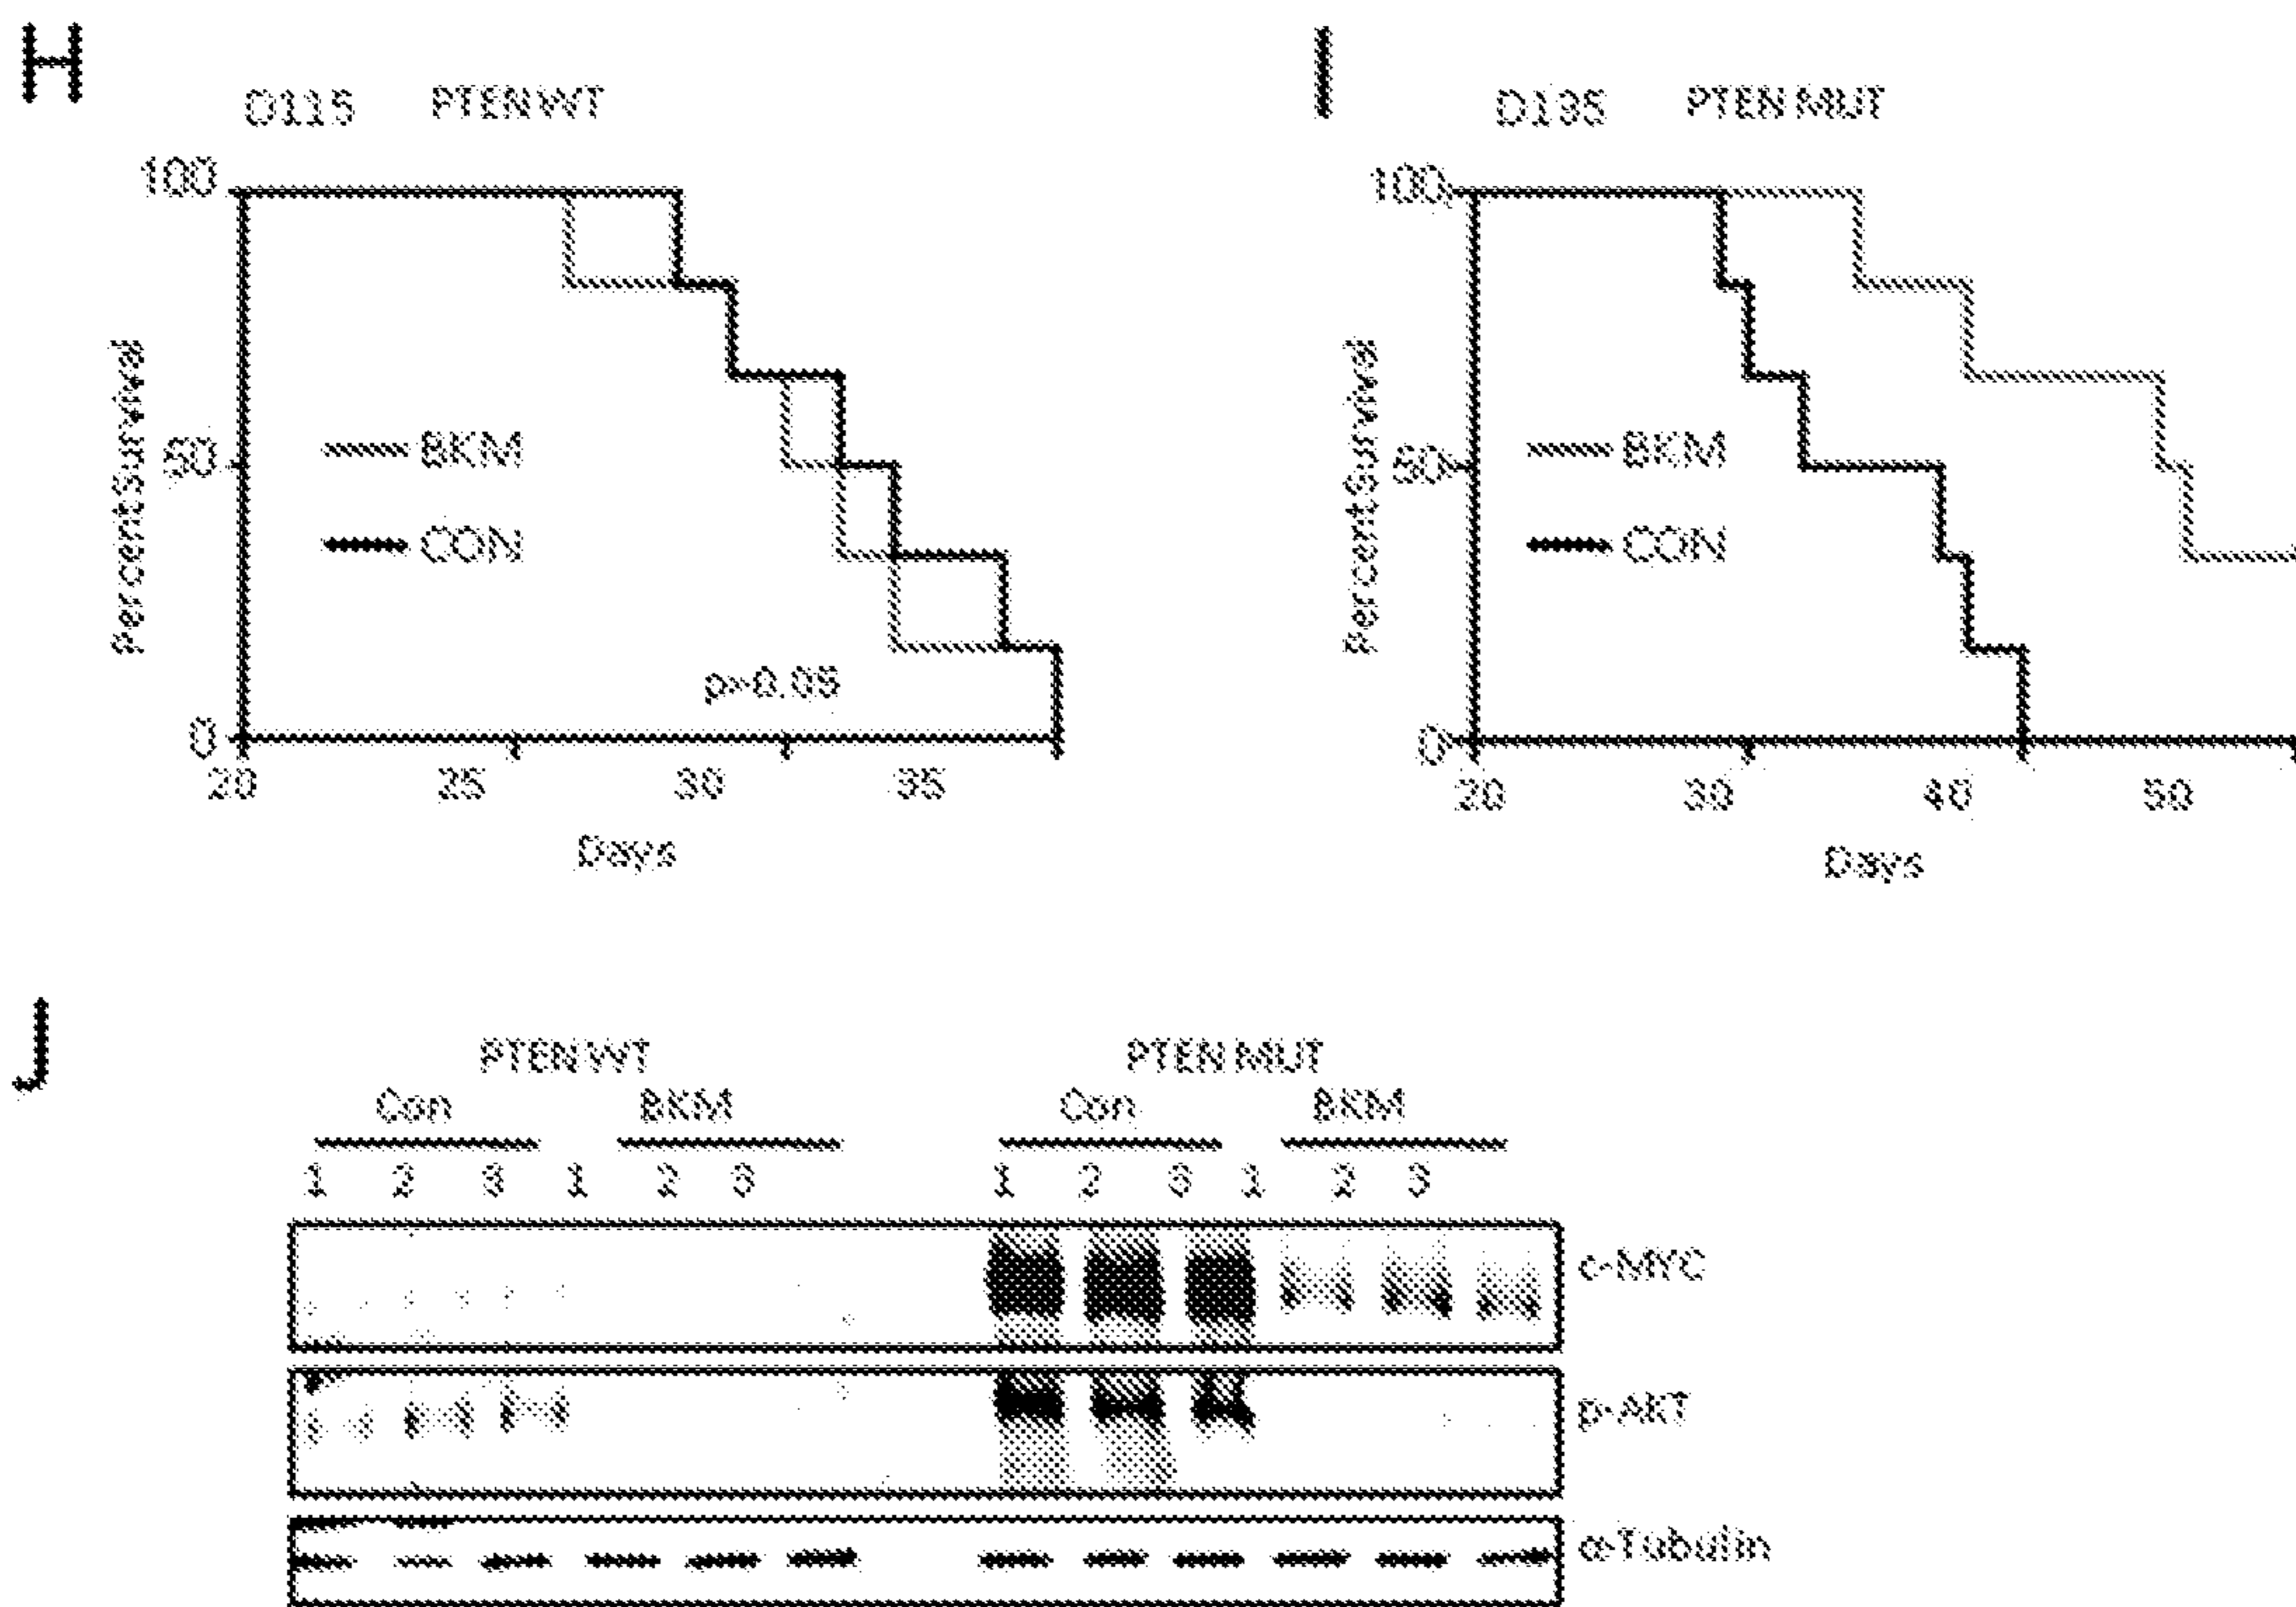 H
D115 PTEN WT
100
50
0
Percent Survival
BKM
CON
p>0.05
20 25 30 35
Days
I
D135 PTEN MUT
100
50
0
Percent Survival
BKM
CON
20 30 40 50
Days
J
PTEN WT PTEN MUT
Con BKM Con BKM
1 2 3 1 2 3 1 2 3 1 2 3
c-MYC
p-AKT
α-Tubulin